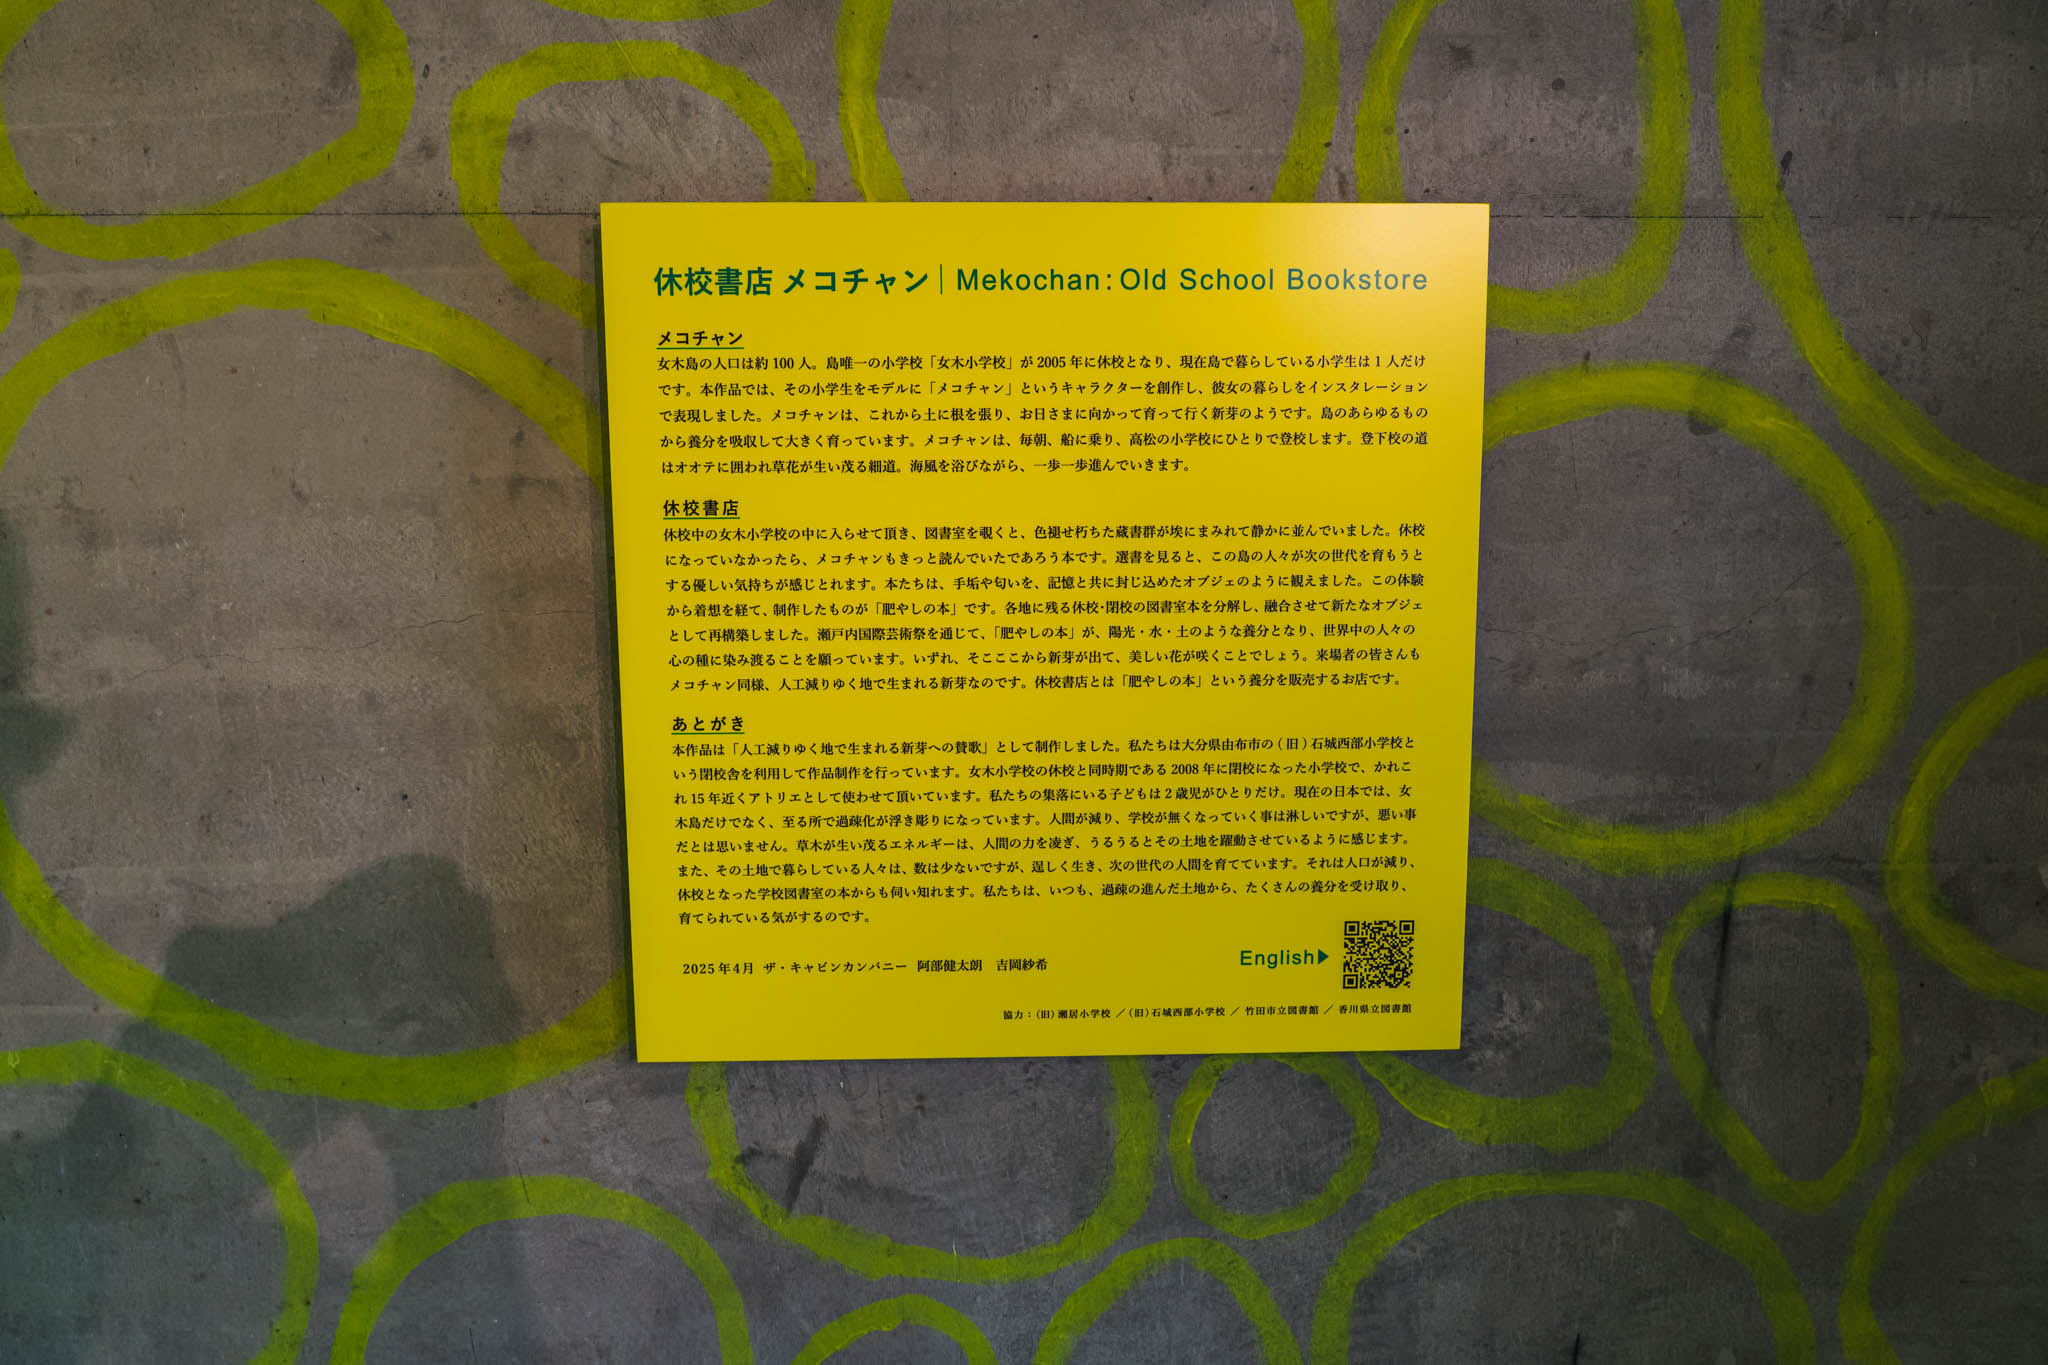 休校書店 メコチャン｜Mekochan: Old School Bookstore
メコチャン
女木島の人口は約 100 人。島唯一の小学校「女木小学校」が 2005 年に休校となり、現在島で暮らしている小学生は 1 人だけ
です。本作品では、その小学生をモデルに「メコチャン」というキャラクターを創作し、彼女の暮らしをインスタレーション
で表現しました。メコチャンは、これから土に根を張り、お日さまに向かって育って行く新芽のようです。島のあらゆるもの
から養分を吸収して大きく育っています。メコチャンは、毎朝、船に乗り、高松の小学校にひとりで登校します。登下校の道
はオオテに囲われ草花が生い茂る細道。海風を浴びながら、一歩一歩進んでいきます。
休校書店
休校中の女木小学校の中に入らせて頂き、図書室を覗くと、色褪せ朽ちた蔵書群が埃にまみれて静かに並んでいました。休校
になっていなかったら、メコチャンもきっと読んでいたであろう本です。選書を見ると、この島の人々が次の世代を育もうと
する優しい気持ちが感じとれます。本たちは、手垢や匂いを、記憶と共に封じ込めたオブジェのように観えました。この体験
から着想を経て、制作したものが「肥やしの本」です。各地に残る休校・閉校の図書室本を分解し、融合させて新たなオブジェ
として再構築しました。瀬戸内国際芸術祭を通じて、「肥やしの本」が、陽光・水・土のような養分となり、世界中の人々の
心の種に染み渡ることを願っています。いずれ、そこここから新芽が出て、美しい花が咲くことでしょう。来場者の皆さんも
メコチャン同様、人工減りゆく地で生まれる新芽なのです。休校書店とは「肥やしの本」という養分を販売するお店です。
あとがき
本作品は「人工減りゆく地で生まれる新芽への賛歌」として制作しました。私たちは大分県由布市の（旧）石城西部小学校と
いう閉校舎を利用して作品制作を行っています。女木小学校の休校と同時期である 2008 年に閉校になった小学校で、かれこ
れ 15 年近くアトリエとして使わせて頂いています。私たちの集落にいる子どもは 2 歳児がひとりだけ。現在の日本では、女
木島だけでなく、至る所で過疎化が浮き彫りになっています。人間が減り、学校が無くなっていく事は淋しいですが、悪い事
だとは思いません。草木が生い茂るエネルギーは、人間の力を凌ぎ、うるうるとその土地を躍動させているように感じます。
また、その土地で暮らしている人々は、数は少ないですが、逞しく生き、次の世代の人間を育てています。それは人口が減り、
休校となった学校図書室の本からも伺い知れます。私たちは、いつも、過疎の進んだ土地から、たくさんの養分を受け取り、
育てられている気がするのです。
2025 年 4 月 ザ・キャビンカンパニー 阿部健太朗 吉岡紗希
English▶
協力：（旧）瀬居小学校 ／（旧）石城西部小学校 ／ 竹田市立図書館 ／ 香川県立図書館